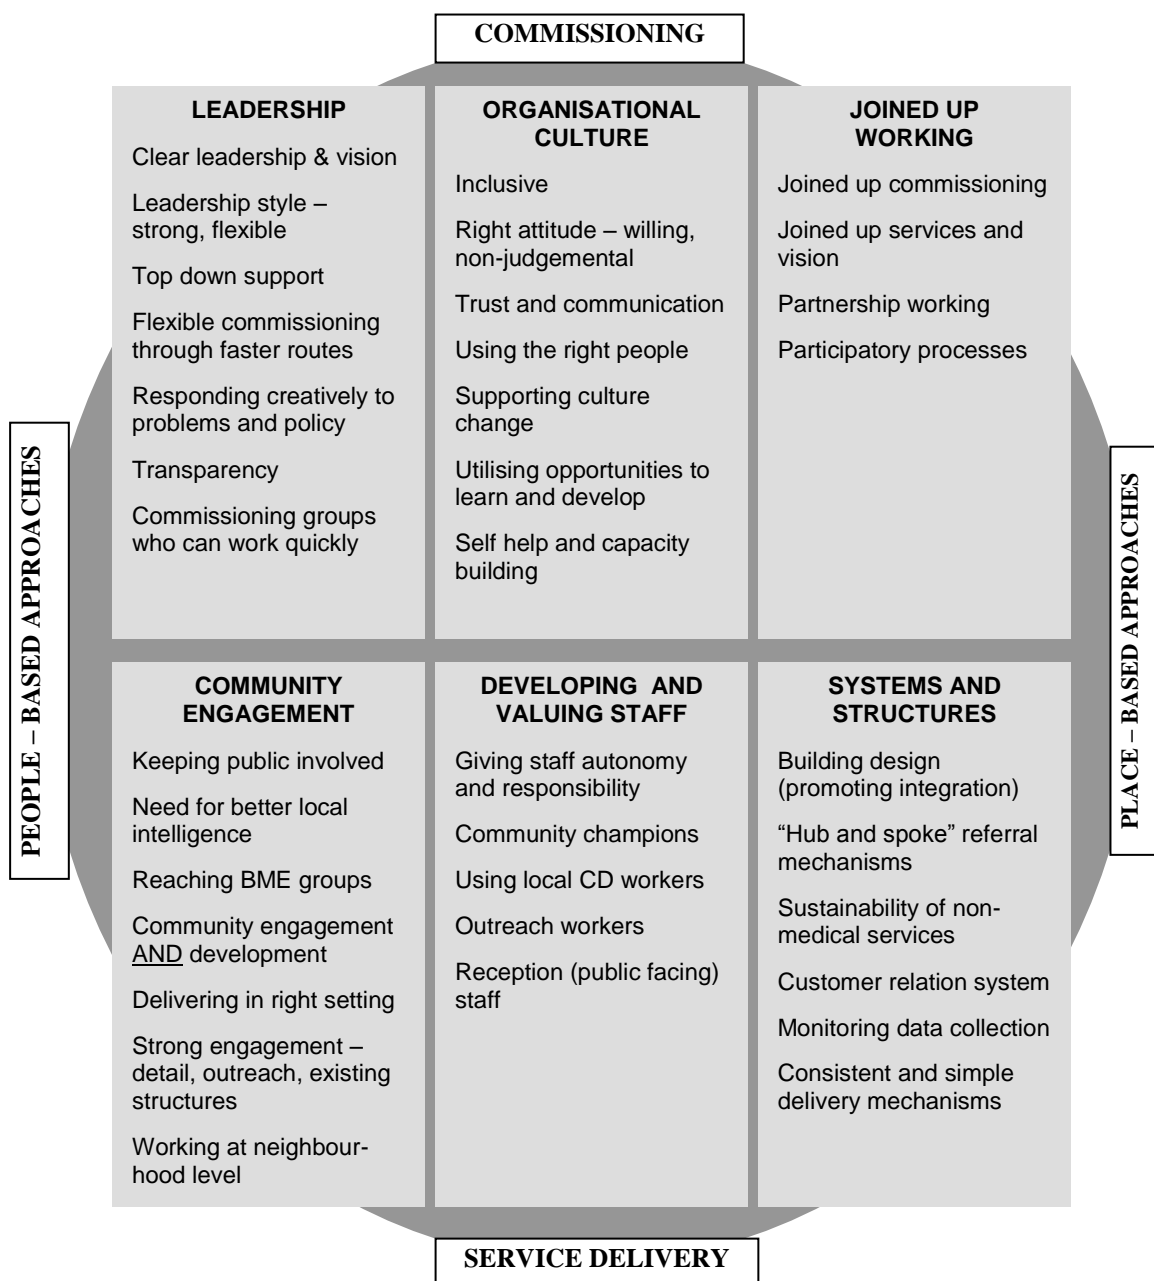 COMMISSIONING
LEADERSHIP
Clear leadership & vision
Leadership style –
strong, flexible
Top down support
Flexible commissioning
through faster routes
Responding creatively to
problems and policy
Transparency
Commissioning groups
who can work quickly
ORGANISATIONAL
CULTURE
Inclusive
Right attitude – willing,
non-judgemental
Trust and communication
Using the right people
Supporting culture
change
Utilising opportunities to
learn and develop
Self help and capacity
building
JOINED UP
WORKING
Joined up commissioning
Joined up services and
vision
Partnership working
Participatory processes
PEOPLE – BASED APPROACHES
PLACE – BASED APPROACHES
COMMUNITY
ENGAGEMENT
Keeping public involved
Need for better local
intelligence
Reaching BME groups
Community engagement
AND development
Delivering in right setting
Strong engagement –
detail, outreach, existing
structures
Working at neighbour-
hood level
DEVELOPING AND
VALUING STAFF
Giving staff autonomy
and responsibility
Community champions
Using local CD workers
Outreach workers
Reception (public facing)
staff
SYSTEMS AND
STRUCTURES
Building design
(promoting integration)
“Hub and spoke” referral
mechanisms
Sustainability of non-
medical services
Customer relation system
Monitoring data collection
Consistent and simple
delivery mechanisms
SERVICE DELIVERY